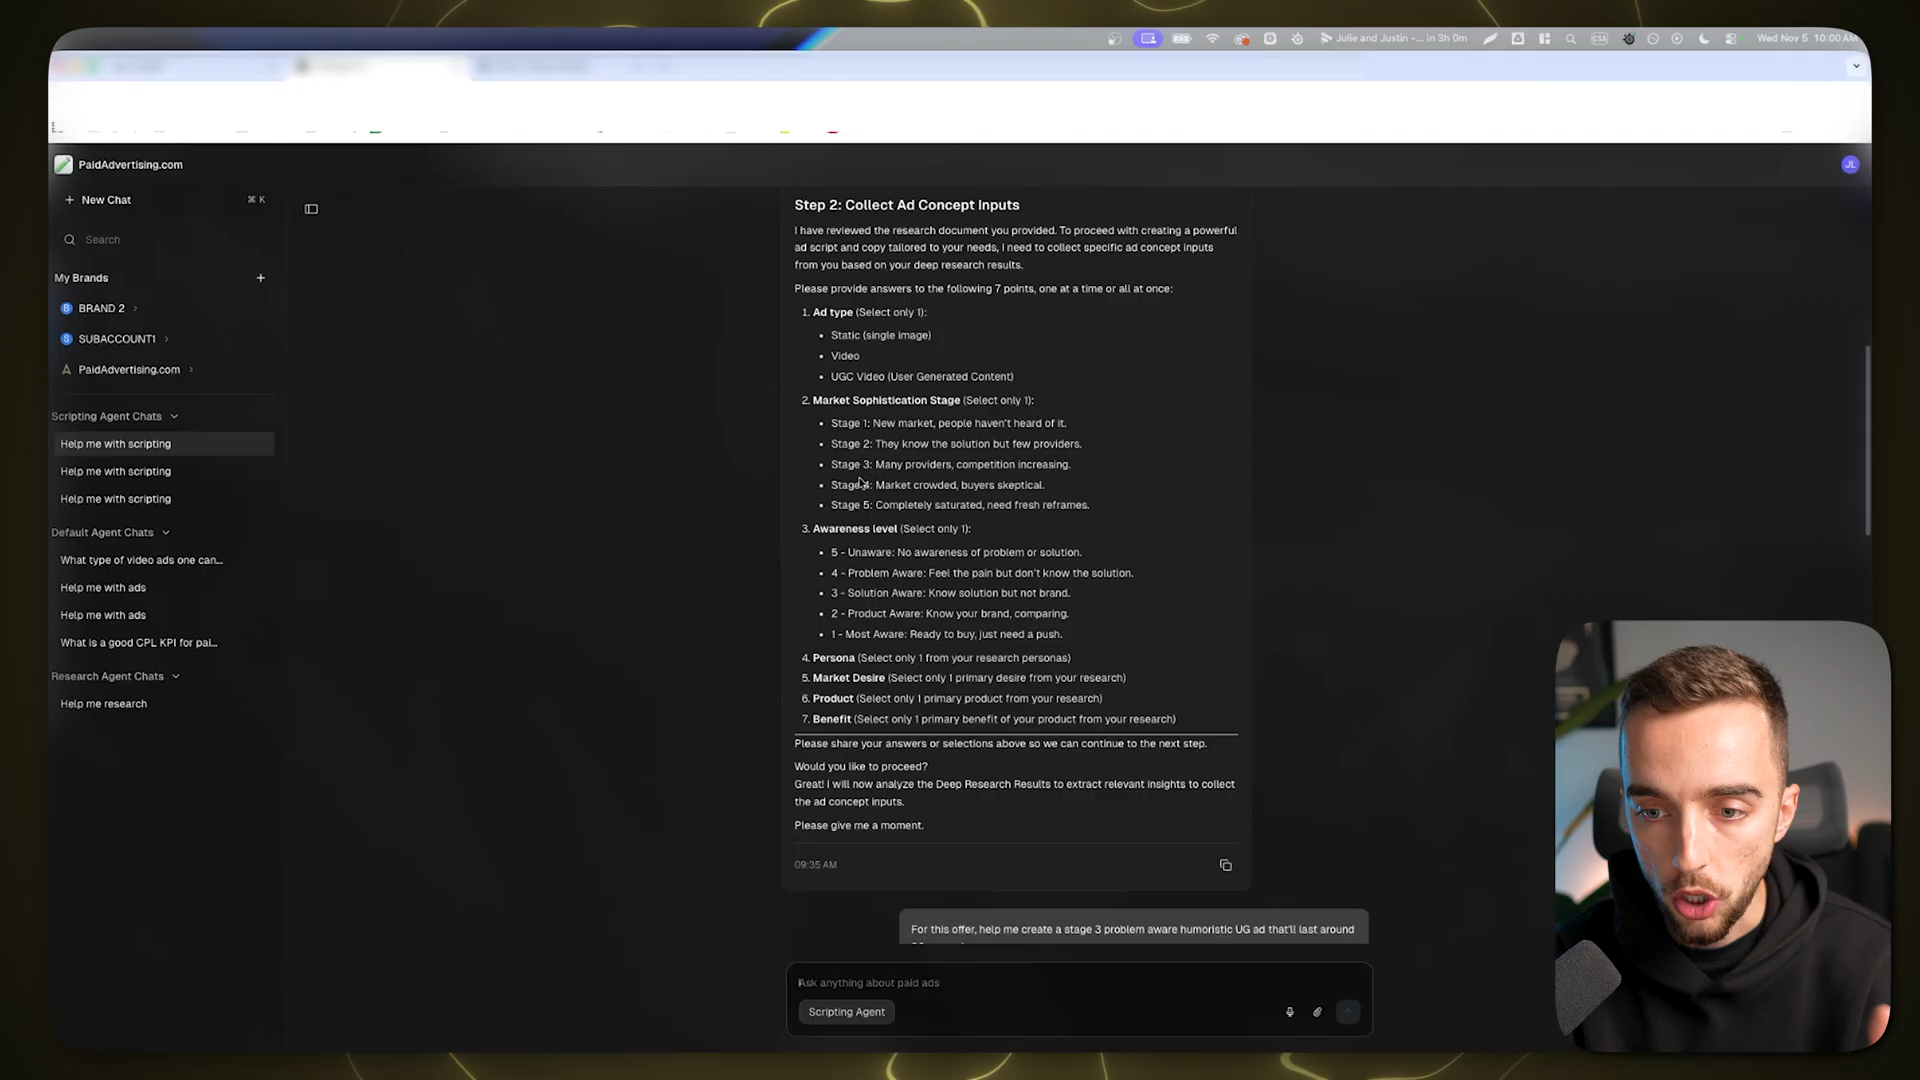 Julie and Justin -... in 3h 0m
CSA
Wed Nov 5 10:00 AM
PaidAdvertising.com
JL
New Chat
⌘ K
Search
My Brands
B BRAND 2
S SUBACCOUNT1
PaidAdvertising.com
Scripting Agent Chats
Help me with scripting
Help me with scripting
Help me with scripting
Default Agent Chats
What type of video ads one can...
Help me with ads
Help me with ads
What is a good CPL KPI for pai...
Research Agent Chats
Help me research
Step 2: Collect Ad Concept Inputs
I have reviewed the research document you provided. To proceed with creating a powerful
ad script and copy tailored to your needs, I need to collect specific ad concept inputs
from you based on your deep research results.
Please provide answers to the following 7 points, one at a time or all at once:
1. Ad type (Select only 1):
• Static (single image)
• Video
• UGC Video (User Generated Content)
2. Market Sophistication Stage (Select only 1):
• Stage 1: New market, people haven't heard of it.
• Stage 2: They know the solution but few providers.
• Stage 3: Many providers, competition increasing.
• Stage 4: Market crowded, buyers skeptical.
• Stage 5: Completely saturated, need fresh reframes.
3. Awareness level (Select only 1):
• 5 - Unaware: No awareness of problem or solution.
• 4 - Problem Aware: Feel the pain but don't know the solution.
• 3 - Solution Aware: Know solution but not brand.
• 2 - Product Aware: Know your brand, comparing.
• 1 - Most Aware: Ready to buy, just need a push.
4. Persona (Select only 1 from your research personas)
5. Market Desire (Select only 1 primary desire from your research)
6. Product (Select only 1 primary product from your research)
7. Benefit (Select only 1 primary benefit of your product from your research)
Please share your answers or selections above so we can continue to the next step.
Would you like to proceed?
Great! I will now analyze the Deep Research Results to extract relevant insights to collect
the ad concept inputs.
Please give me a moment.
09:35 AM
For this offer, help me create a stage 3 problem aware humoristic UG ad that'll last around
Ask anything about paid ads
Scripting Agent